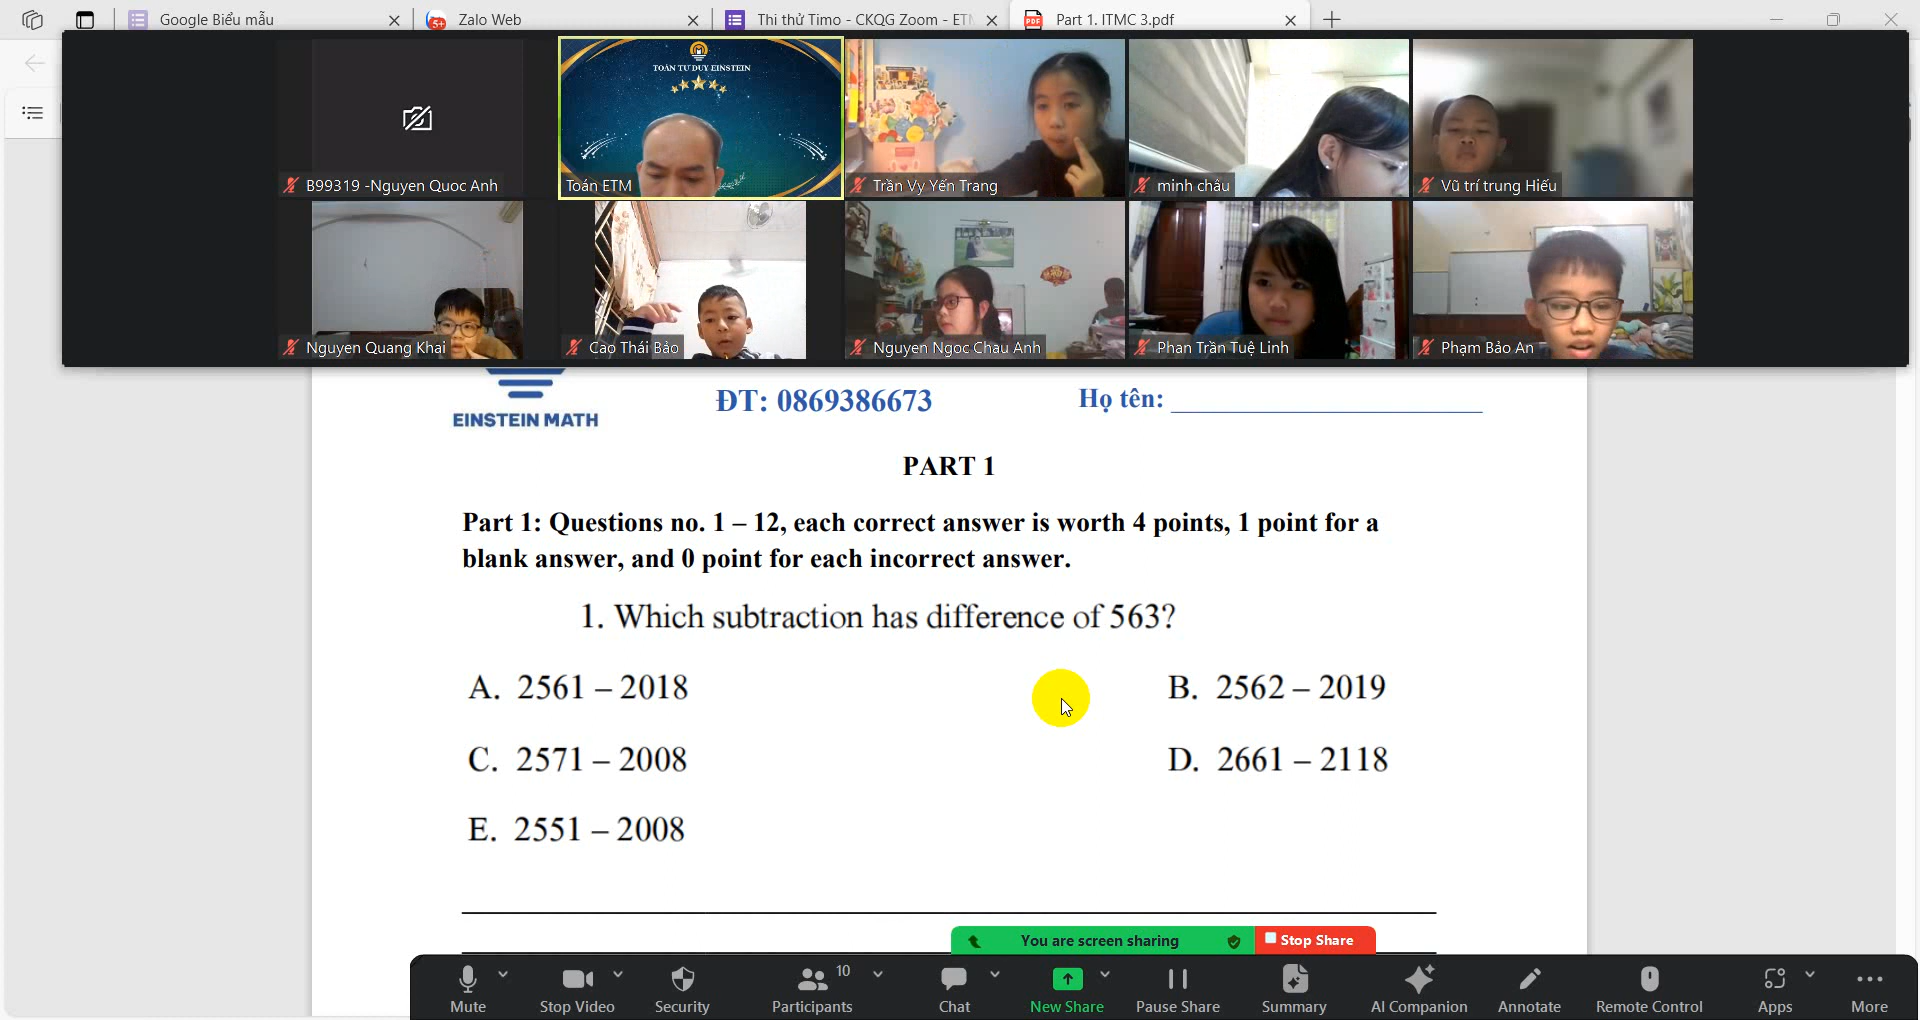 Google Biểu mẫu
5+
Zalo Web
Thi thử Timo - CKQG Zoom - ETM
PDF
Part 1. ITMC 3.pdf
TOÁN TƯ DUY EINSTEIN
B99319 -Nguyen Quoc Anh
Toán ETM
Trần Vy Yến Trang
minh châu
Vũ trí trung Hiếu
Nguyen Quang Khai
Cao Thái Bảo
Nguyen Ngoc Chau Anh
Phan Trần Tuệ Linh
Phạm Bảo An
EINSTEIN MATH
ĐT: 0869386673
Họ tên:
PART 1
Part 1: Questions no. 1 – 12, each correct answer is worth 4 points, 1 point for a
blank answer, and 0 point for each incorrect answer.
1. Which subtraction has difference of 563?
A. 2561 – 2018
B. 2562 – 2019
C. 2571 – 2008
D. 2661 – 2118
E. 2551 – 2008
You are screen sharing
Stop Share
Mute
Stop Video
Security
Participants
10
Chat
New Share
Pause Share
Summary
AI Companion
Annotate
Remote Control
Apps
More